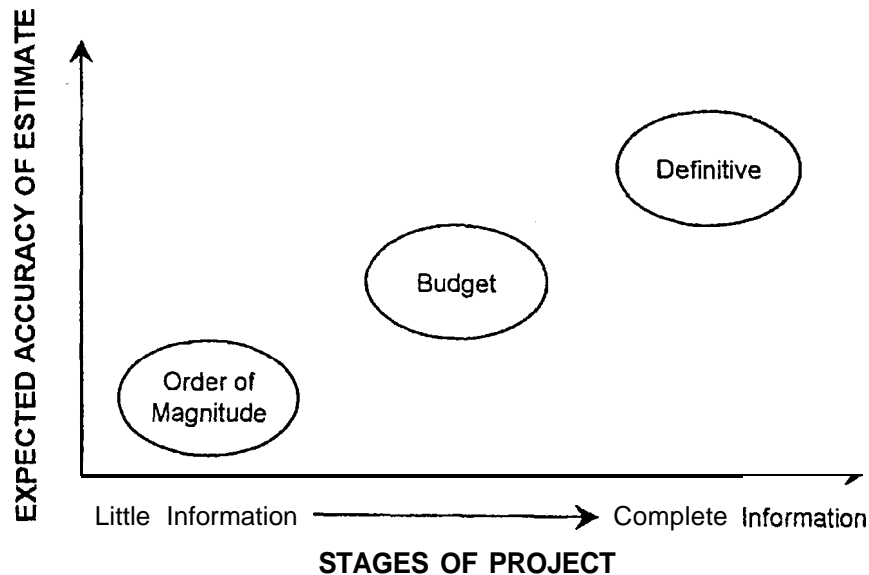 EXPECTED ACCURACY OF ESTIMATE
Definitive
Budget
Order of
Magnitude
Little Information
Complete Information
STAGES OF PROJECT